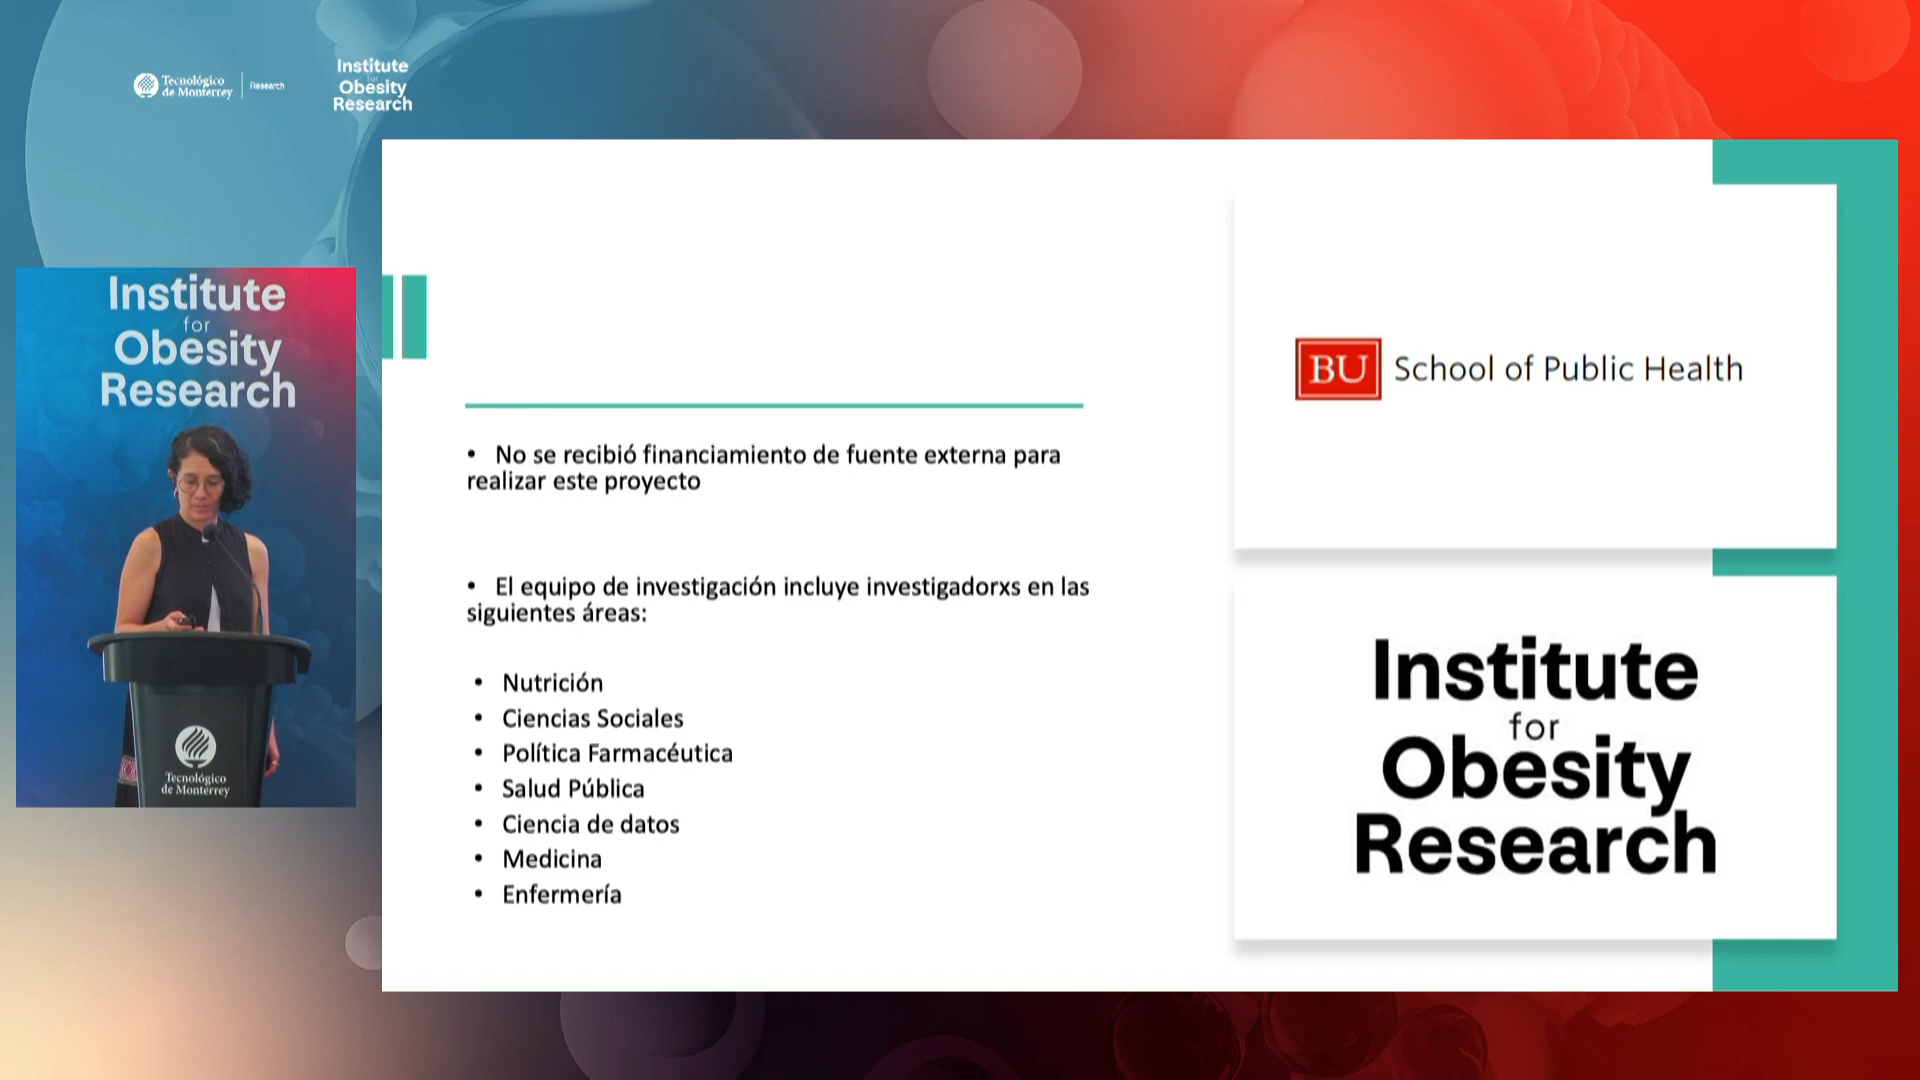 Tecnológico
de Monterrey
Research
Institute
for
Obesity
Research
Institute
for
Obesity
Research
Tecnológico
de Monterrey
• No se recibió financiamiento de fuente externa para
realizar este proyecto
• El equipo de investigación incluye investigadorxs en las
siguientes áreas:
• Nutrición
• Ciencias Sociales
• Política Farmacéutica
• Salud Pública
• Ciencia de datos
• Medicina
• Enfermería
BU School of Public Health
Institute
for
Obesity
Research